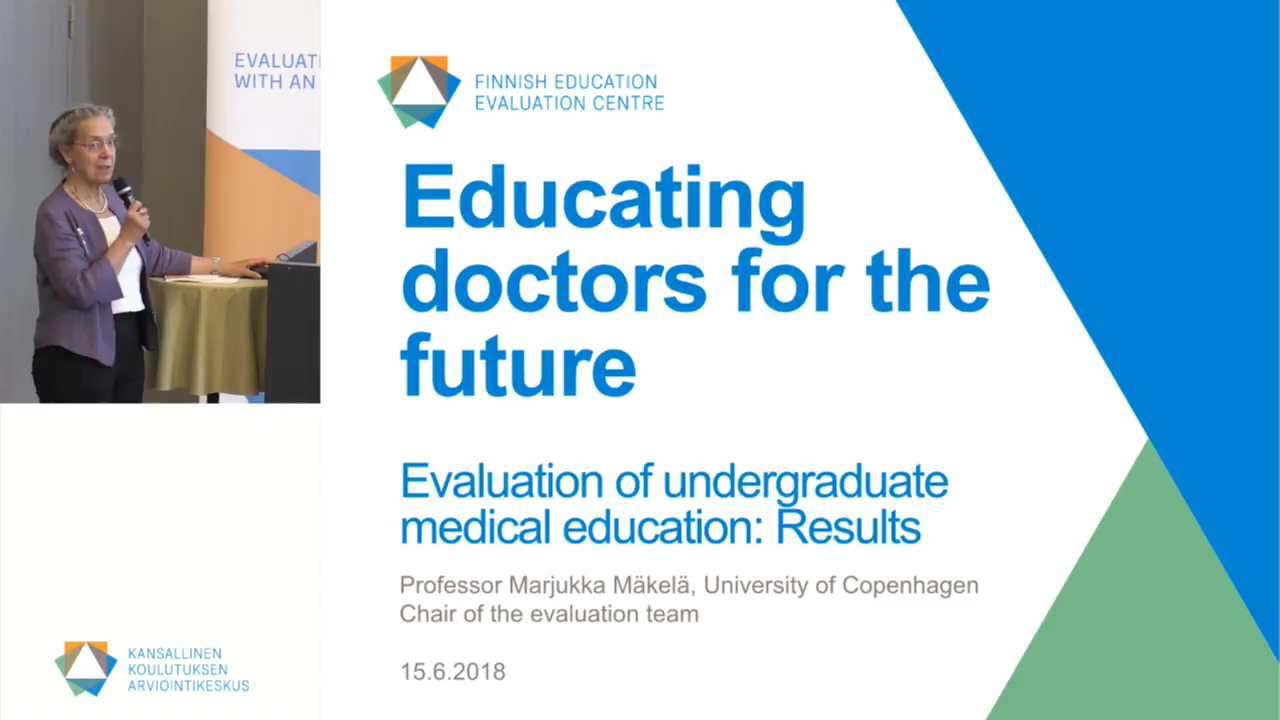 EVALUATI
WITH AN
FINNISH EDUCATION
EVALUATION CENTRE
Educating
doctors for the
future
Evaluation of undergraduate
medical education: Results
Professor Marjukka Mäkelä, University of Copenhagen
Chair of the evaluation team
15.6.2018
KANSALLINEN
KOULUTUKSEN
ARVIOINTIKESKUS